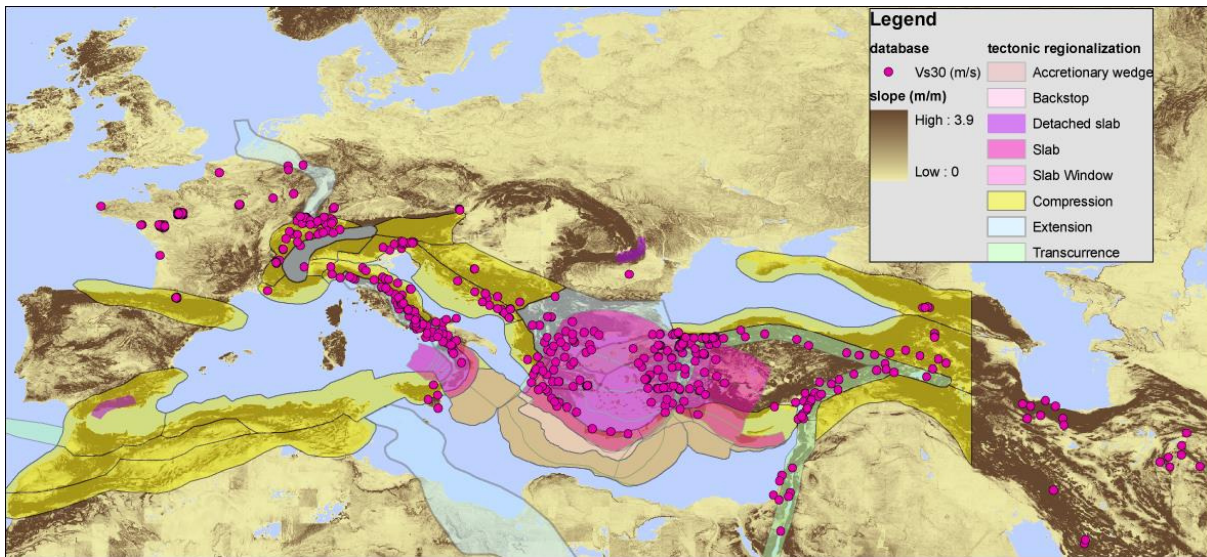 Legend
database
Vs30 (m/s)
slope (m/m)
High : 3.9
Low : 0
tectonic regionalization
Accretionary wedge
Backstop
Detached slab
Slab
Slab Window
Compression
Extension
Transcurrence